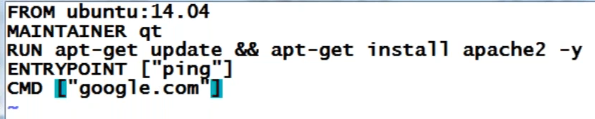 FROM ubuntu:14.04
MAINTAINER qt
RUN apt-get update && apt-get install apache2 -y
ENTRYPOINT ["ping"]
CMD ["google.com"]
~